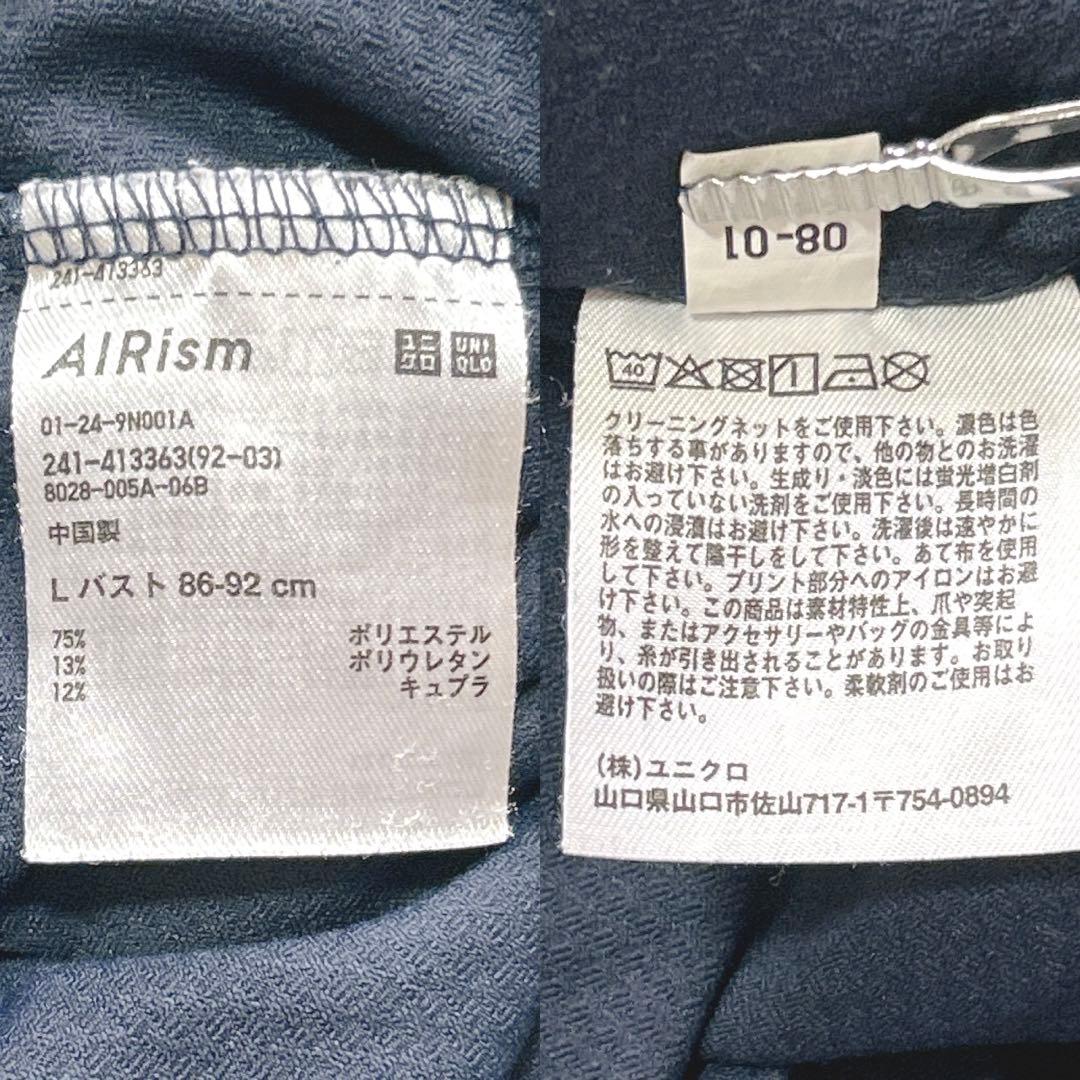 241-413363
AIRism
ユニクロ
UNIQLO
01-24-9N001A
241-413363(92-03)
8028-005A-06B
中国製
L バスト 86-92 cm
75% ポリエステル
13% ポリウレタン
12% キュプラ
08-01
40
クリーニングネットをご使用下さい。濃色は色
落ちする事がありますので、他の物とのお洗濯
はお避け下さい。生成り・淡色には蛍光増白剤
の入っていない洗剤をご使用下さい。長時間の
水への浸漬はお避け下さい。洗濯後は速やかに
形を整えて陰干しをして下さい。あて布を使用
して下さい。プリント部分へのアイロンはお避
け下さい。この商品は素材特性上、爪や突起
物、またはアクセサリーやバッグの金具等によ
り、糸が引き出されることがあります。お取り
扱いの際はご注意下さい。柔軟剤のご使用はお
避け下さい。
(株)ユニクロ
山口県山口市佐山717-1〒754-0894